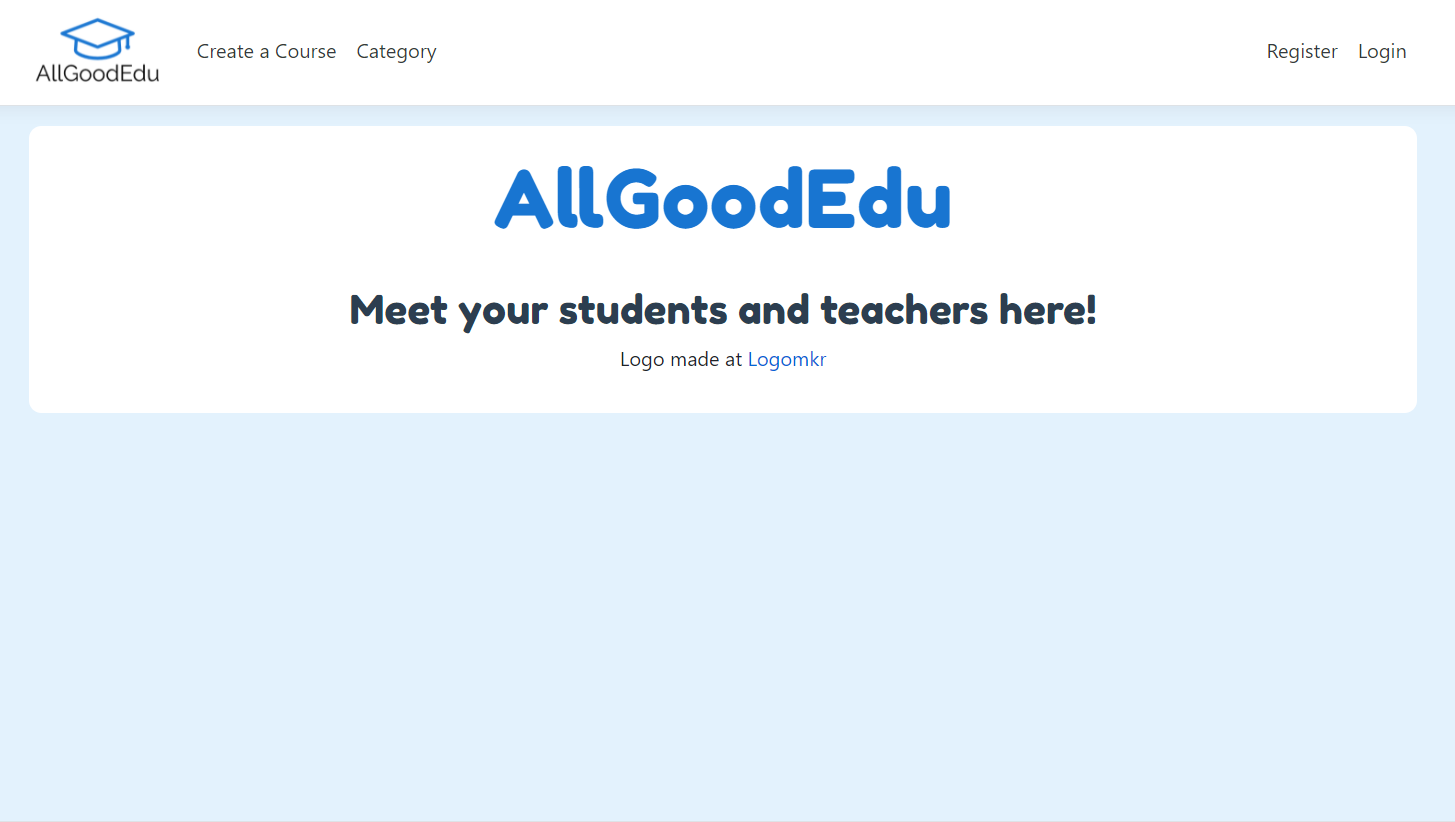 AllGoodEdu
Create a Course
Category
Register
Login
AllGoodEdu
Meet your students and teachers here!
Logo made at Logomkr